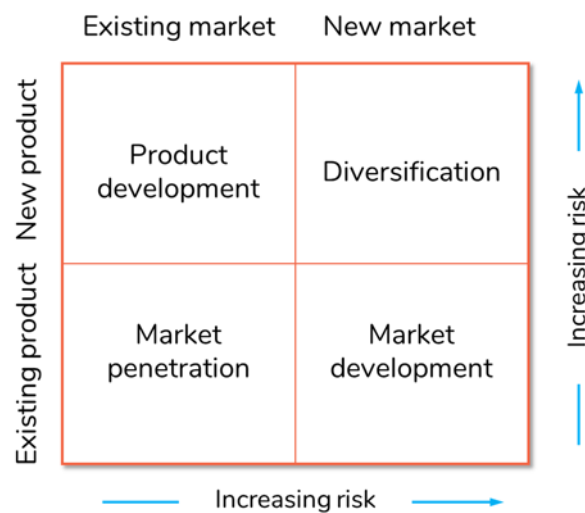 Existing market
New market
New product
Product
development
Diversification
Existing product
Market
penetration
Market
development
Increasing risk
Increasing risk